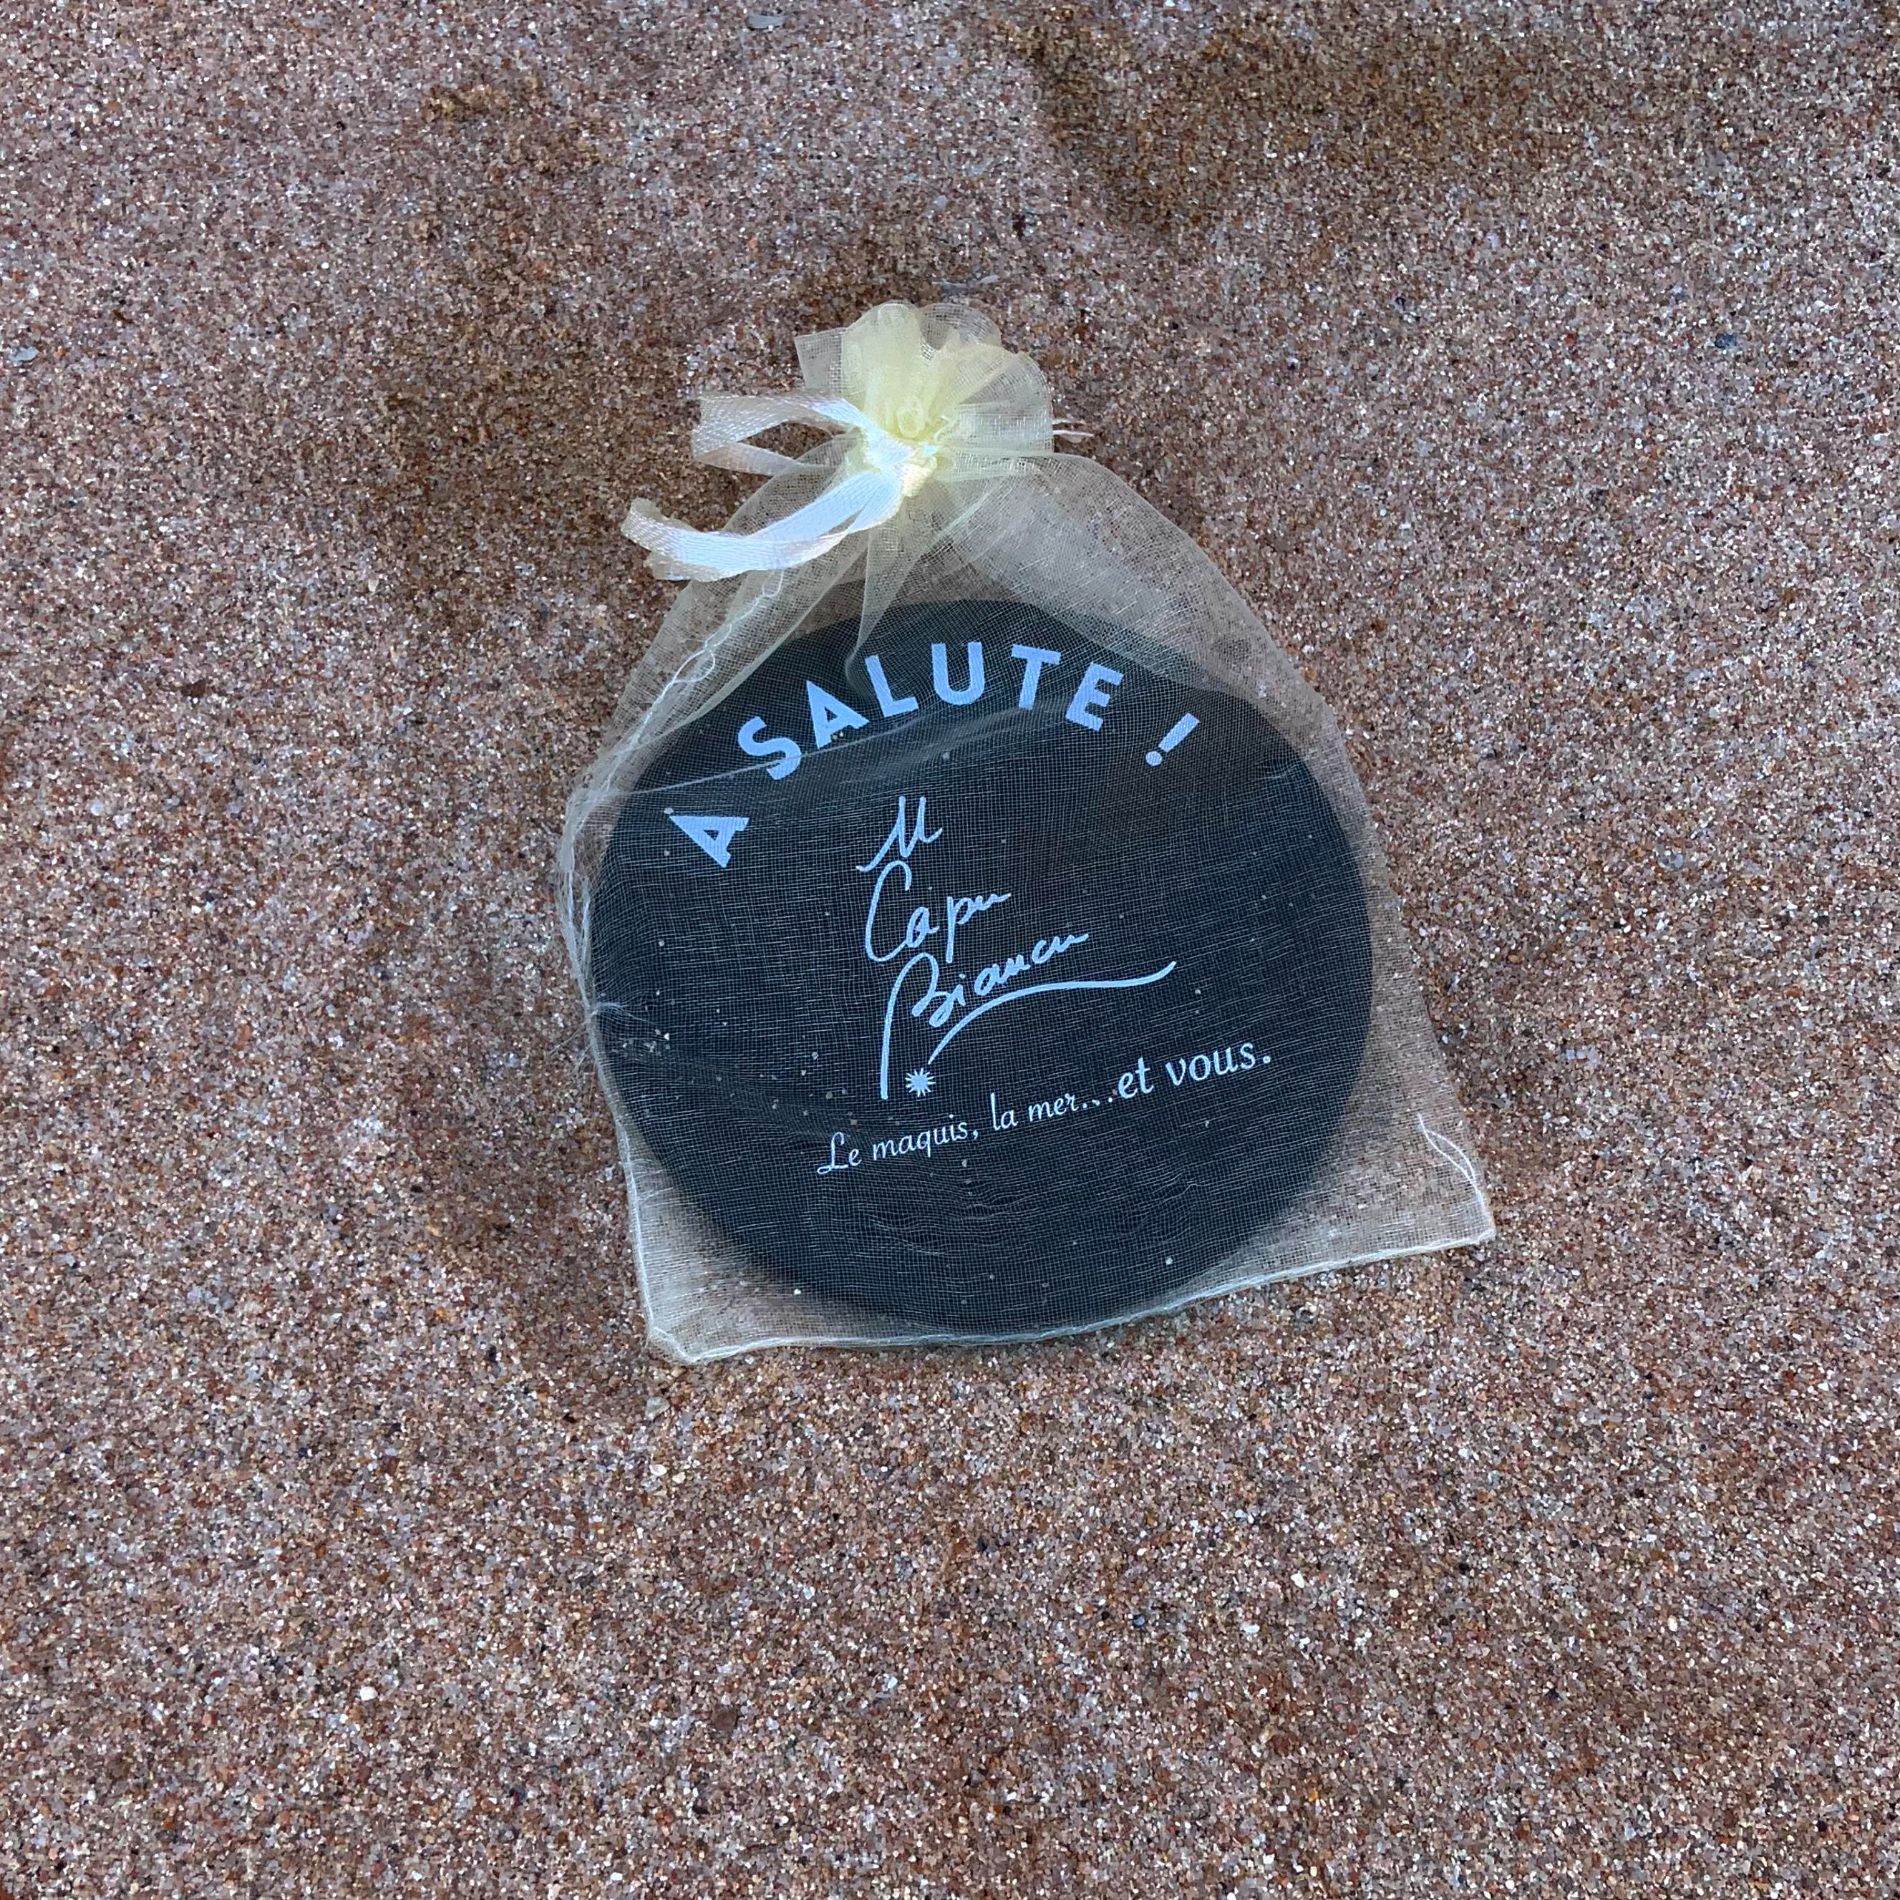 A SALUTE !
U
Capu
Biancu
Le maquis, la mer...et vous.